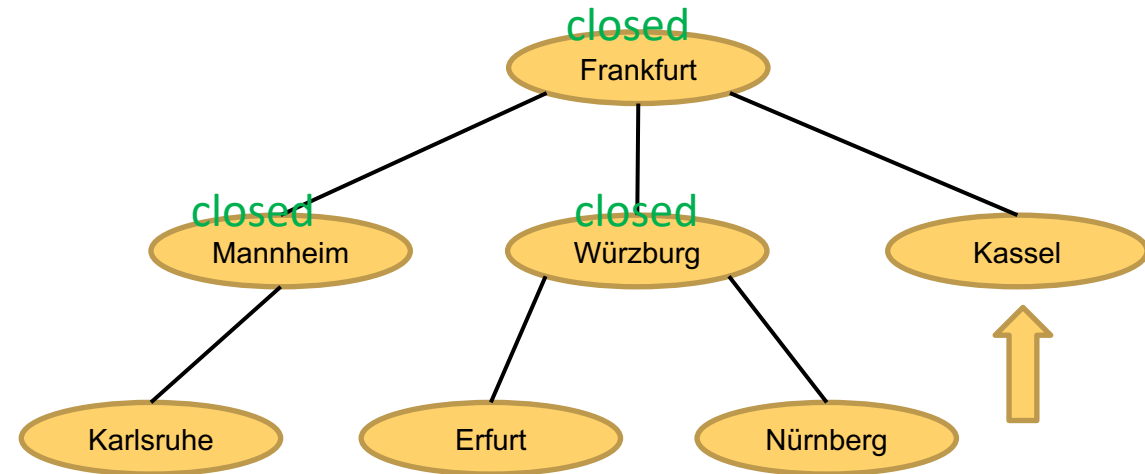 closed
Frankfurt
closed
Mannheim
closed
Würzburg
Kassel
Karlsruhe
Erfurt
Nürnberg